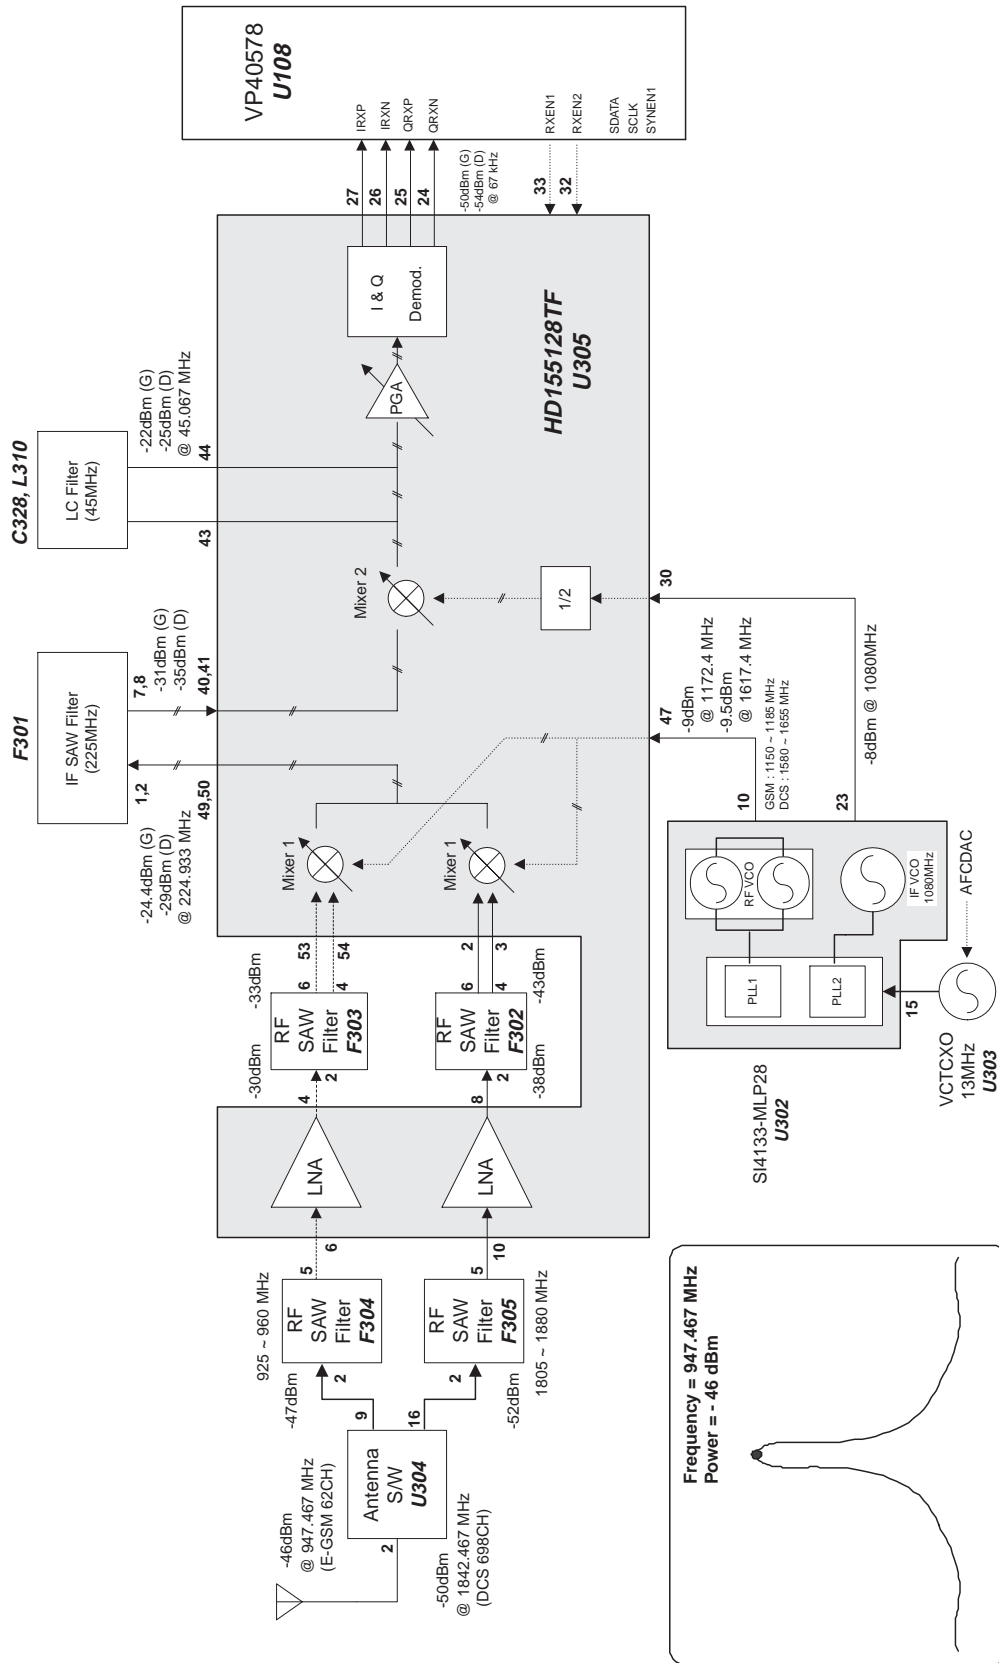 -46dBm
@ 947.467 MHz
(E-GSM 62CH)
2
Antenna
S/W
U304
-50dBm
@ 1842.467 MHz
(DCS 698CH)
9
16
-47dBm
2
925 ~ 960 MHz
RF
SAW
Filter
F304
5
6
-52dBm
2
1805 ~ 1880 MHz
RF
SAW
Filter
F305
5
10
LNA
4
LNA
8
-30dBm
2
RF
SAW
Filter
F303
-33dBm
6
4
53
54
-38dBm
2
RF
SAW
Filter
F302
-43dBm
6
4
2
3
Mixer 1
Mixer 1
-24.4dBm (G)
-29dBm (D)
@ 224.933 MHz
49,50
1,2
F301
IF SAW Filter
(225MHz)
7,8
-31dBm (G)
-35dBm (D)
40,41
Mixer 2
1/2
C328, L310
LC Filter
(45MHz)
43
44
-22dBm (G)
-25dBm (D)
@ 45.067 MHz
PGA
I & Q
Demod.
HD155128TF
U305
27
26
25
24
-50dBm (G)
-54dBm (D)
@ 67 kHz
33
32
VP40578
U108
IRXP
IRXN
QRXP
QRXN
RXEN1
RXEN2
SDATA
SCLK
SYNEN1
47
-9dBm
@ 1172.4 MHz
-9.5dBm
@ 1617.4 MHz
30
10
GSM : 1150 ~ 1185 MHz
DCS : 1580 ~ 1655 MHz
23
-8dBm @ 1080MHz
SI4133-MLP28
U302
PLL1
PLL2
RF VCO
IF VCO
1080MHz
15
VCTCXO
13MHz
U303
AFCDAC
Frequency = 947.467 MHz
Power = - 46 dBm